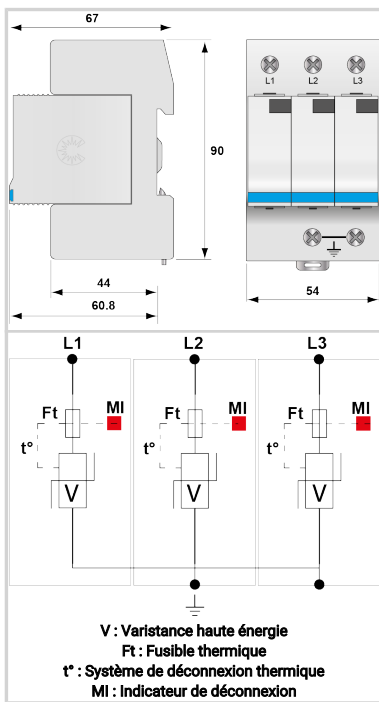 67
90
44
60.8
L1 L2 L3
54
L1 L2 L3
Ft MI Ft MI Ft MI
t° t° t°
V V V
V : Varistance haute énergie
Ft : Fusible thermique
t° : Système de déconnexion thermique
MI : Indicateur de déconnexion